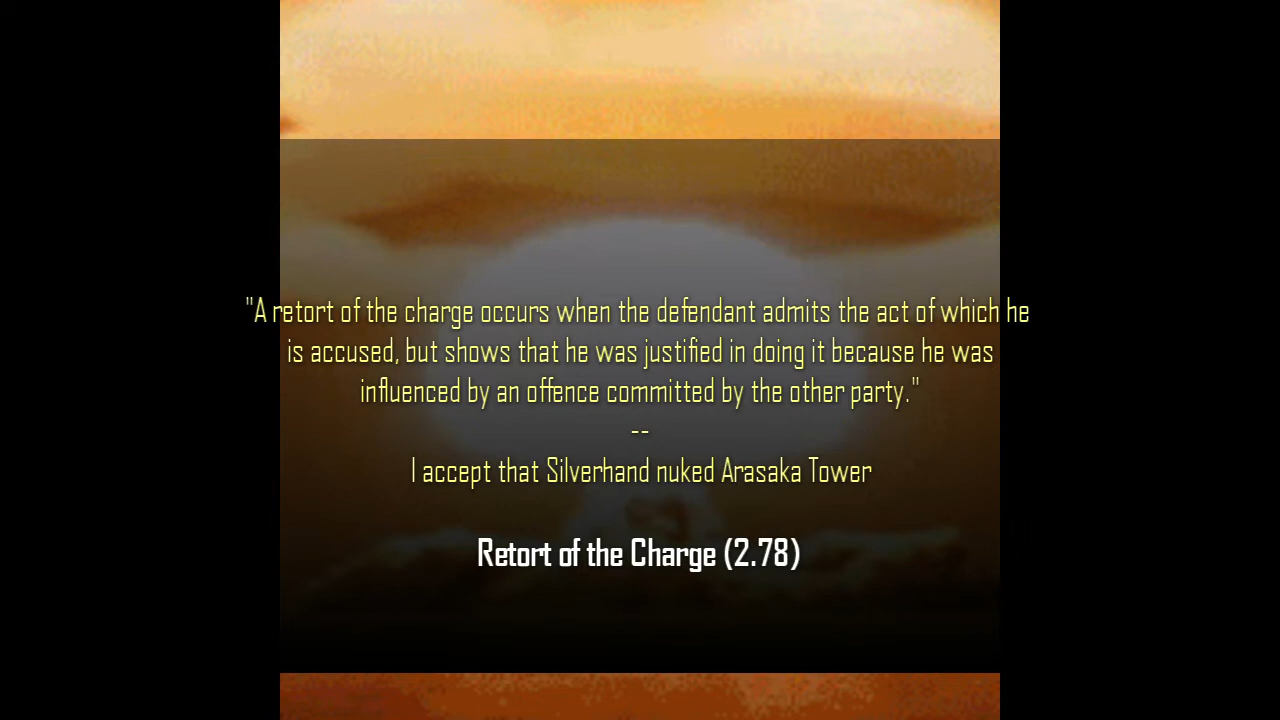 "A retort of the charge occurs when the defendant admits the act of which he
is accused, but shows that he was justified in doing it because he was
influenced by an offence committed by the other party."
--
I accept that Silverhand nuked Arasaka Tower
Retort of the Charge (2.78)